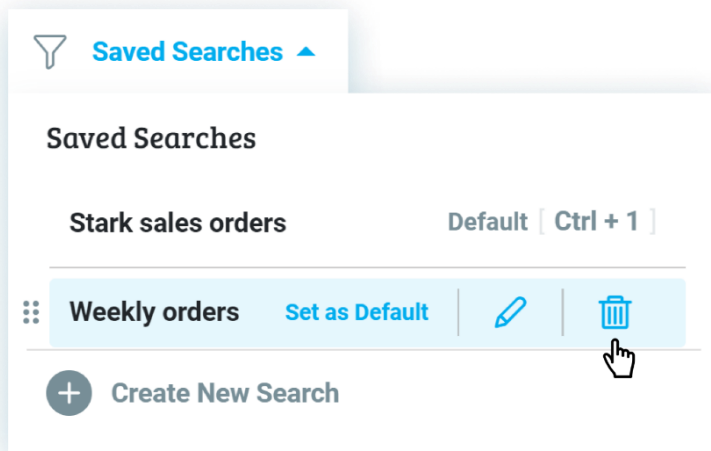 Saved Searches
Saved Searches
Stark sales orders Default [ Ctrl + 1 ]
Weekly orders Set as Default
Create New Search